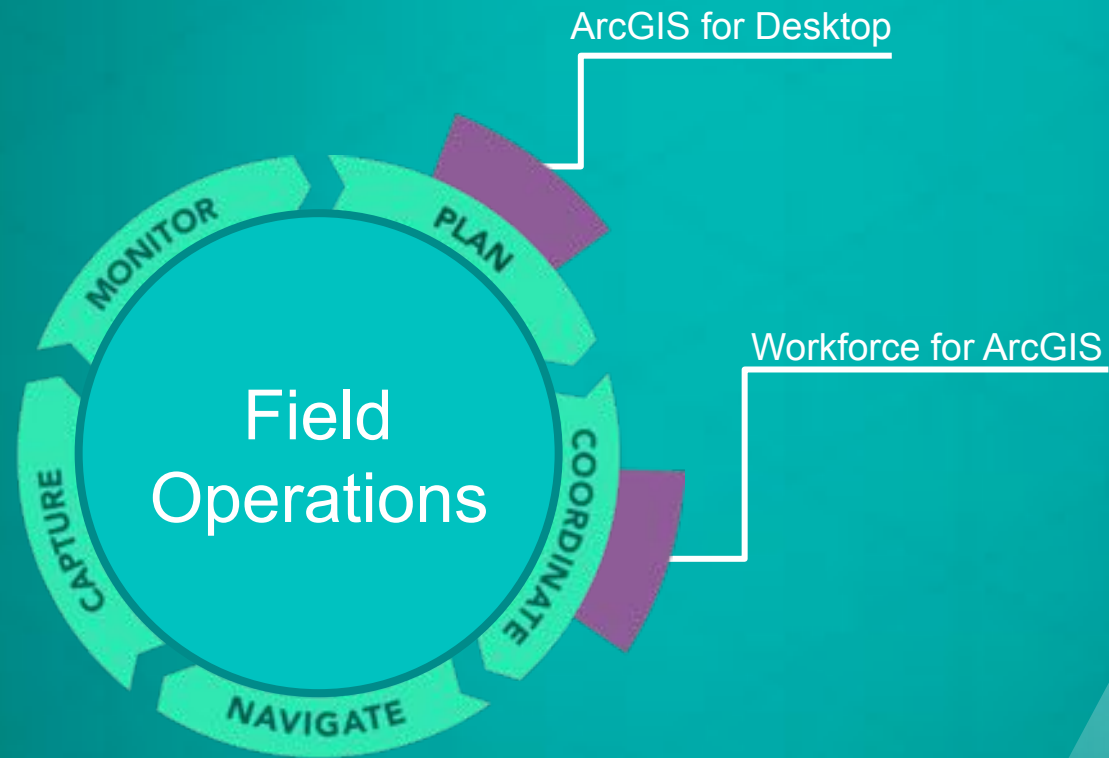 ArcGIS for Desktop
PLAN
MONITOR
Workforce for ArcGIS
Field
Operations
COORDINATE
CAPTURE
NAVIGATE